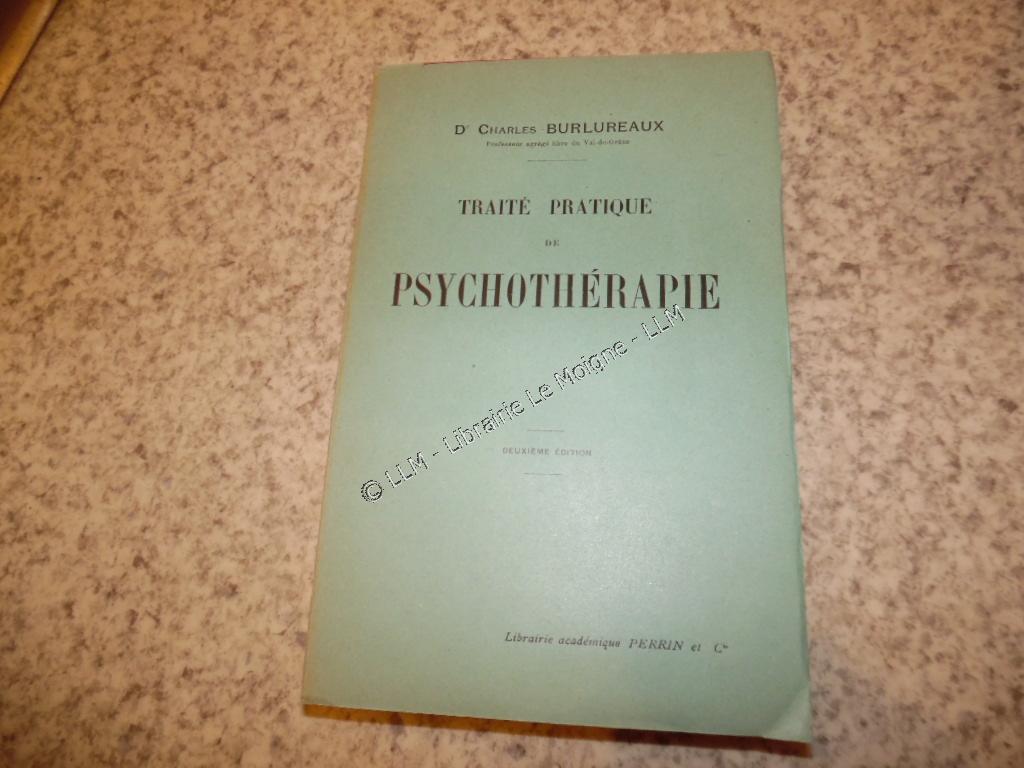 Dr CHARLES BURLUREAUX
Professeur agrégé libre du Val-de-Grâce
TRAITÉ PRATIQUE
DE
PSYCHOTHÉRAPIE
© LLM - Librairie Le Moigne - LLM
DEUXIÈME ÉDITION
Librairie académique PERRIN et Cie